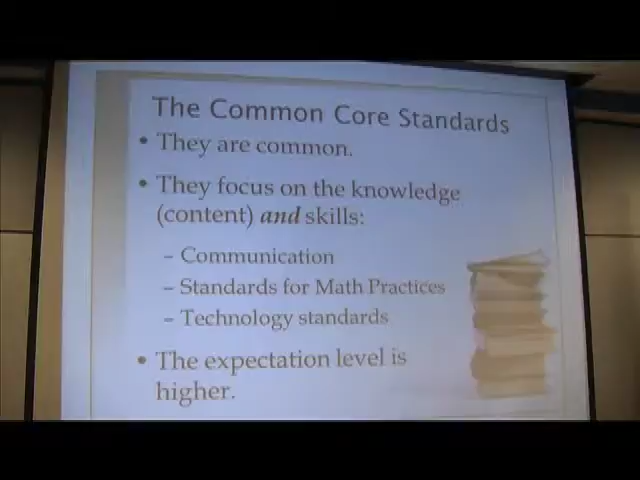 The Common Core Standards
• They are common.
• They focus on the knowledge
(content) and skills:
– Communication
– Standards for Math Practices
– Technology standards
• The expectation level is
higher.